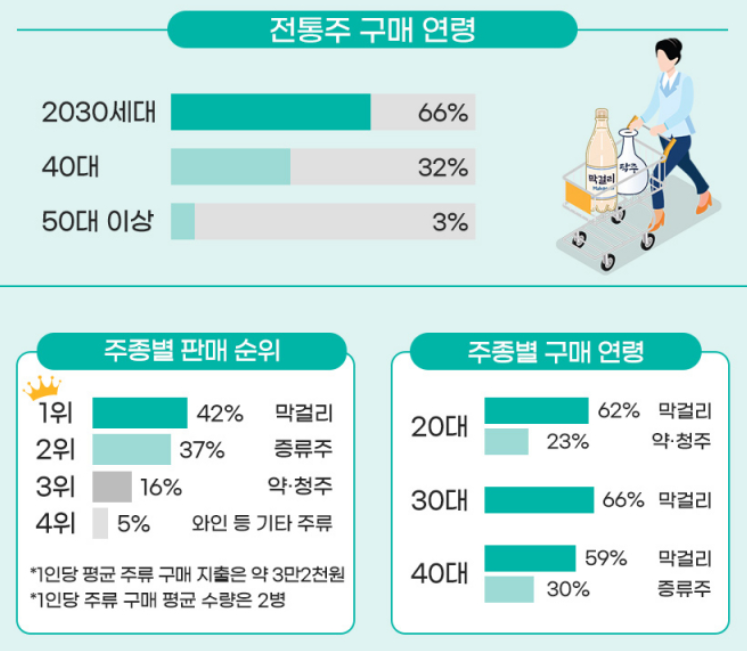 전통주 구매 연령
2030세대 66%
40대 32%
50대 이상 3%
막걸리
탁주
주종별 판매 순위
1위 42% 막걸리
2위 37% 증류주
3위 16% 약·청주
4위 5% 와인 등 기타 주류
*1인당 평균 주류 구매 지출은 약 3만2천원
*1인당 주류 구매 평균 수량은 2병
주종별 구매 연령
20대 62% 막걸리
23% 약·청주
30대 66% 막걸리
40대 59% 막걸리
30% 증류주